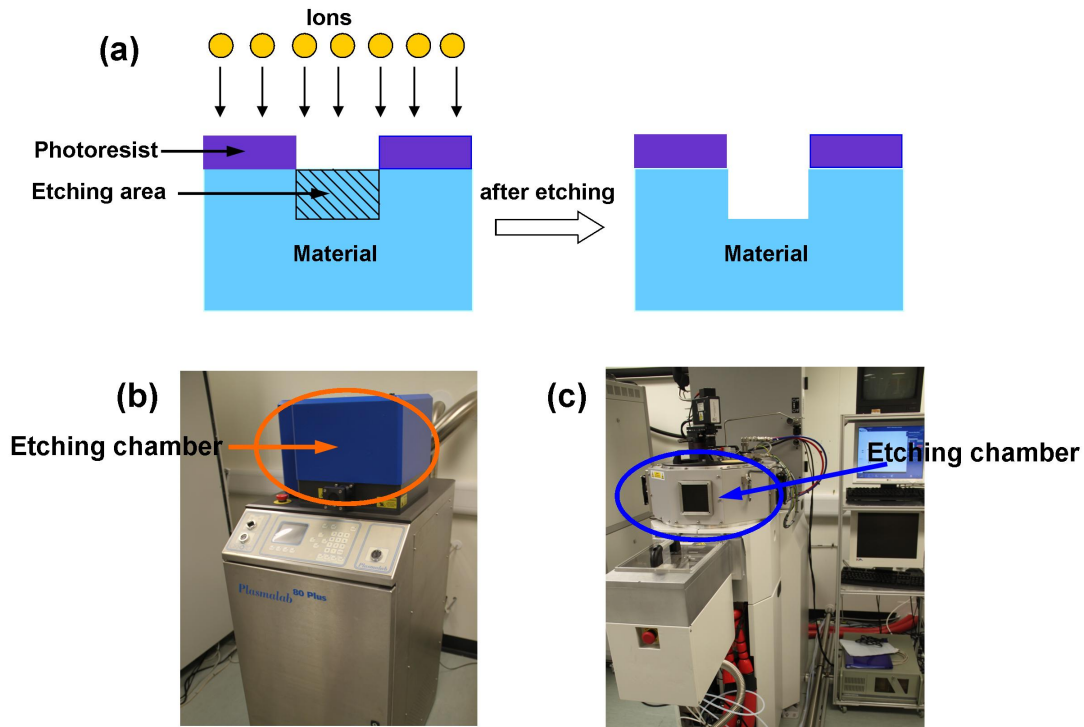 Ions
(a)
Photoresist
Etching area
Material
after etching
Material
(b)
Etching chamber
Plasmalab 80 Plus
(c)
Etching chamber